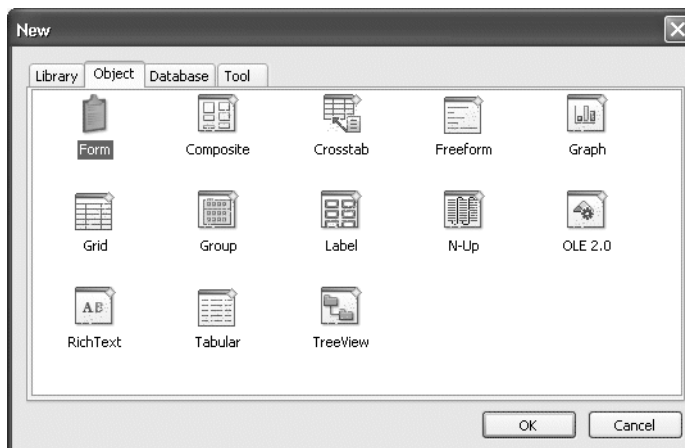 New
Library Object Database Tool
Form Composite Crosstab Freeform Graph
Grid Group Label N-Up OLE 2.0
AB
RichText Tabular TreeView
OK Cancel